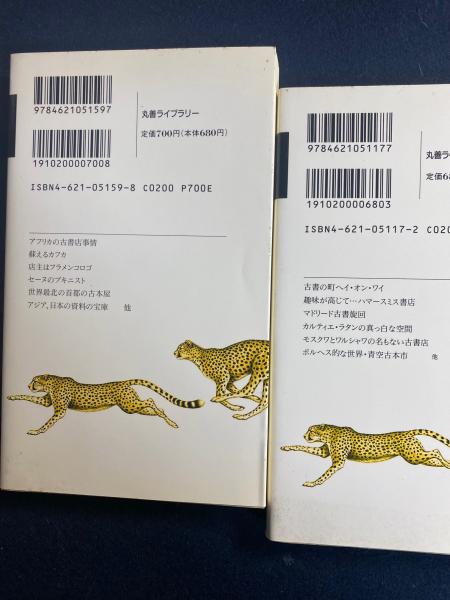 9784621051597
1910200007008
丸善ライブラリー
定価700円(本体680円)
ISBN4-621-05159-8 C0200 P700E
アフリカの古書店事情
蘇えるカフカ
店主はフラメンコロゴ
セーヌのブキニスト
世界最北の首都の古本屋
アジア、日本の資料の宝庫 他
9784621051177
1910200006803
丸善ラ
定価6
ISBN4-621-05117-2 C020
古書の町ヘイ・オン・ワイ
趣味が高じて…ハマースミス書店
マドリード古書旋回
カルティエ・ラタンの真っ白な空間
モスクワとワルシャワの名もない古書店
ボルヘス的な世界・青空古本市 他